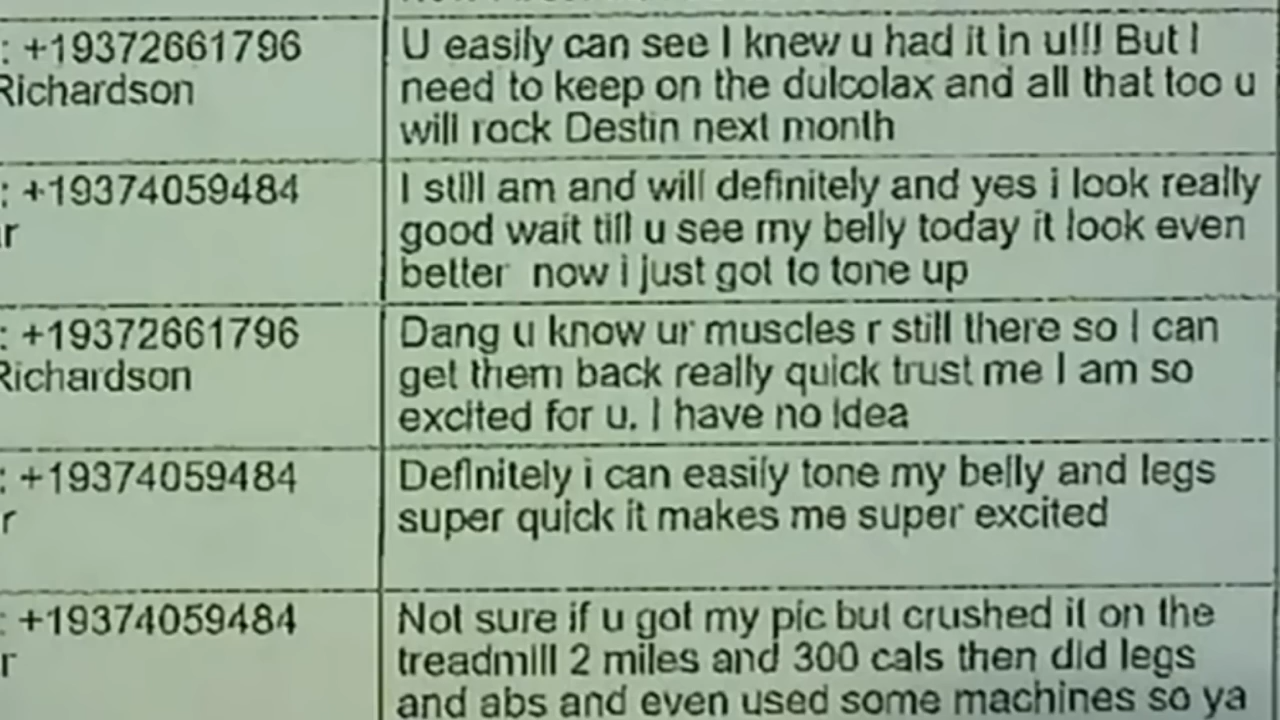 : +19372661796
Richardson
U easily can see I knew u had it in u!!! But I
need to keep on the dulcolax and all that too u
will rock Destin next month
: +19374059484
r
I still am and will definitely and yes i look really
good wait till u see my belly today it look even
better now i just got to tone up
: +19372661796
Richardson
Dang u know ur muscles r still there so I can
get them back really quick trust me I am so
excited for u. I have no idea
: +19374059484
r
Definitely i can easily tone my belly and legs
super quick it makes me super excited
: +19374059484
r
Not sure if u got my pic but crushed it on the
treadmill 2 miles and 300 cals then did legs
and abs and even used some machines so ya